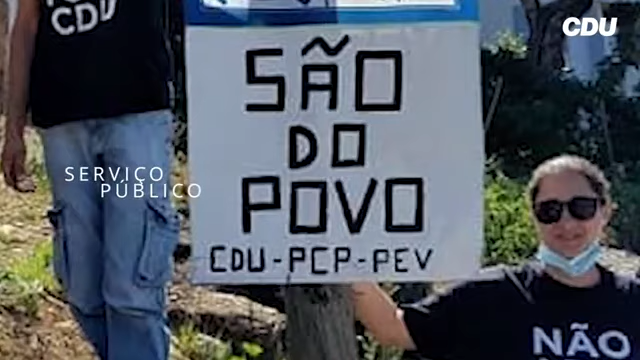 CDU
CDU
SÃO
DO
POVO
CDU-PCP-PEV
SERVIÇO
PÚBLICO
NÃO